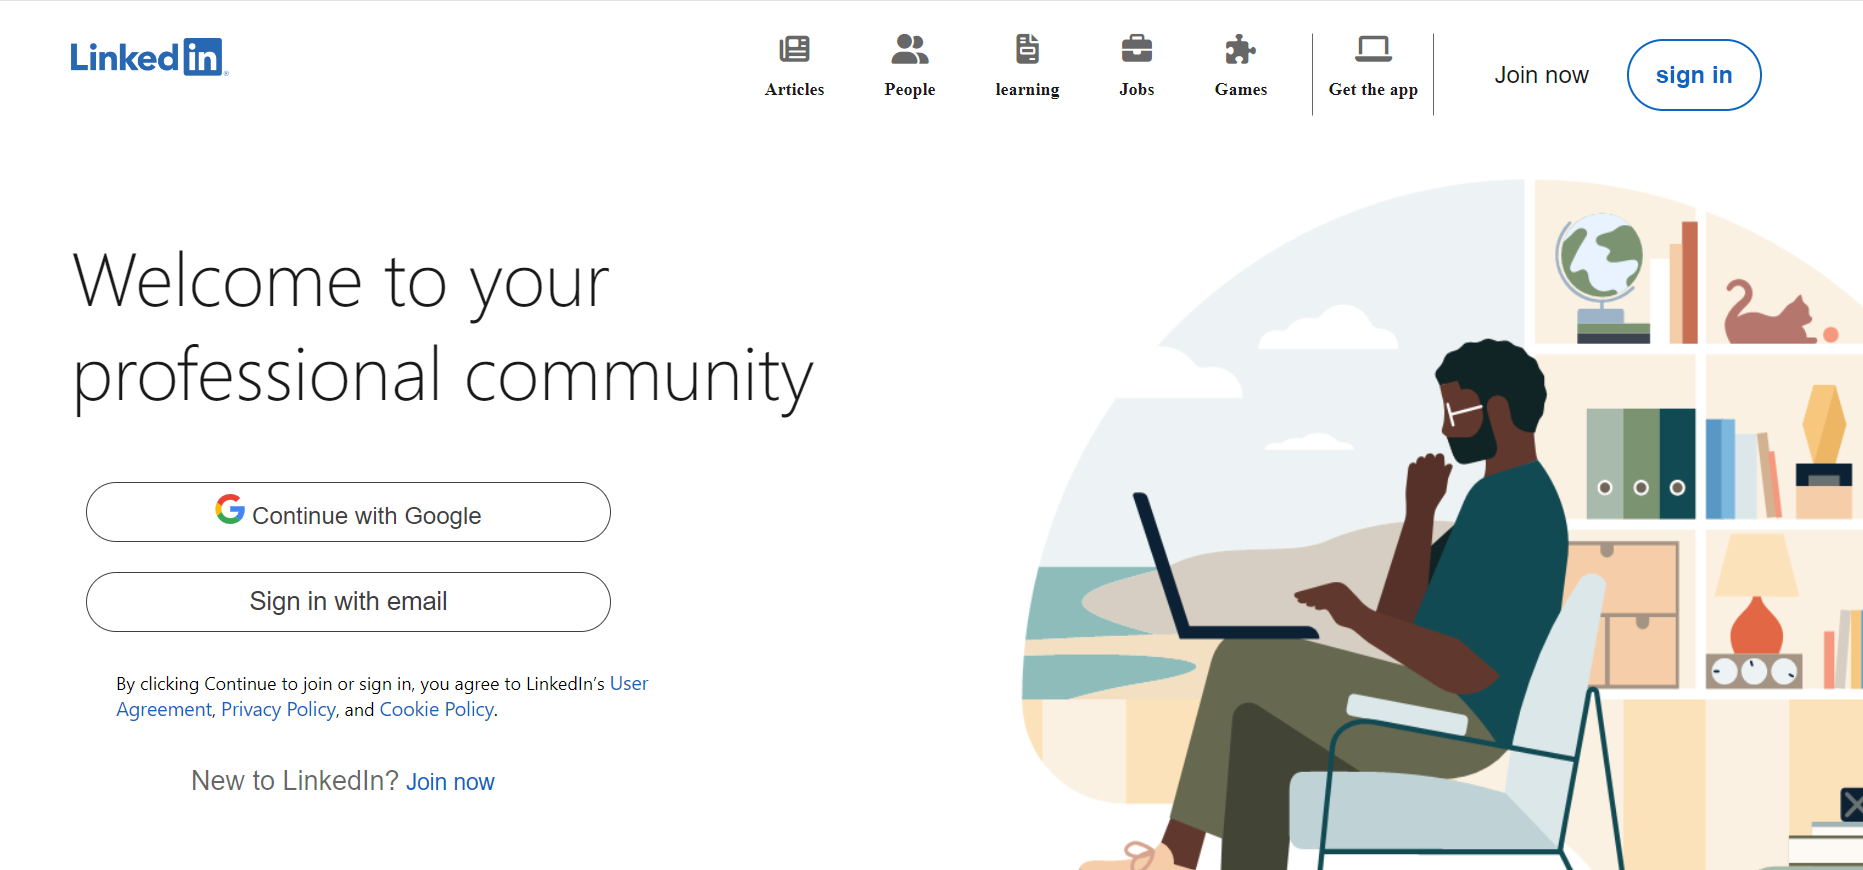 LinkedIn
Articles
People
learning
Jobs
Games
Get the app
Join now
sign in
Welcome to your
professional community
Continue with Google
Sign in with email
By clicking Continue to join or sign in, you agree to LinkedIn’s User
Agreement, Privacy Policy, and Cookie Policy.
New to LinkedIn? Join now